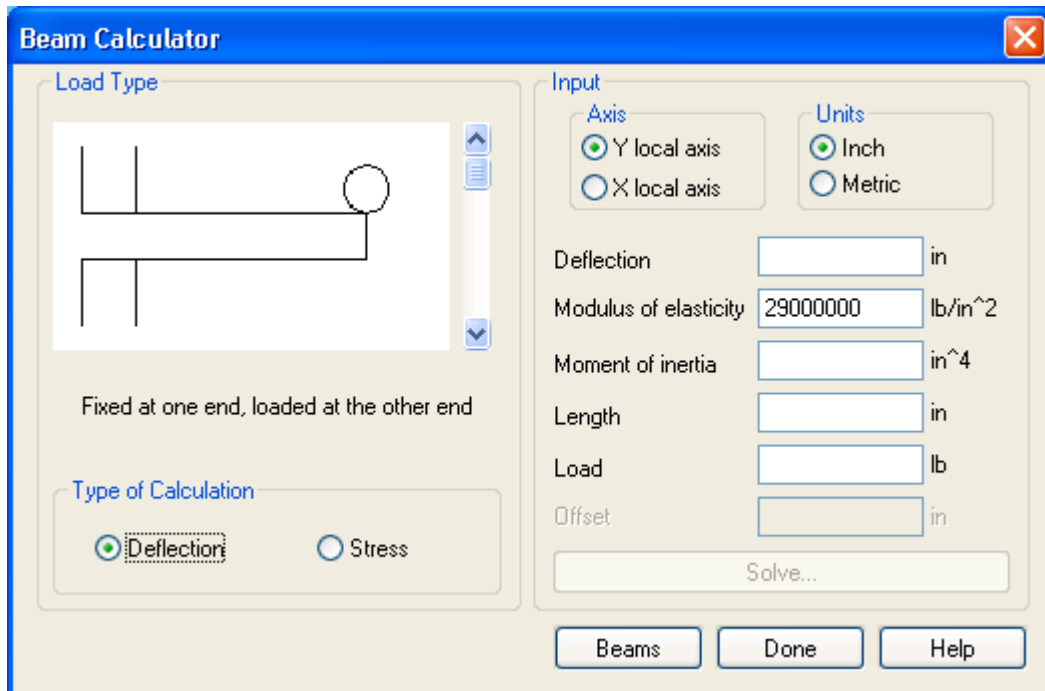 Beam Calculator
Load Type
Fixed at one end, loaded at the other end
Type of Calculation
Deflection Stress
Input
Axis
Y local axis
X local axis
Units
Inch
Metric
Deflection in
Modulus of elasticity 29000000 lb/in^2
Moment of inertia in^4
Length in
Load lb
Offset in
Solve...
Beams Done Help